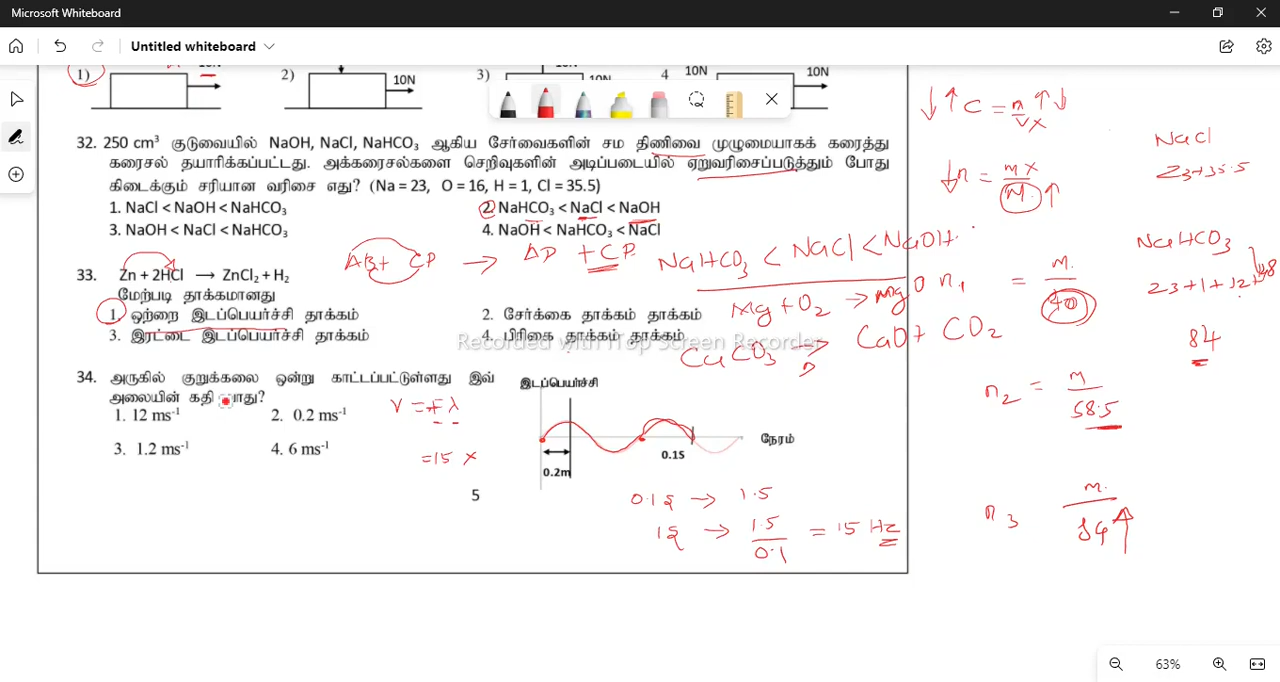 Microsoft Whiteboard
Untitled whiteboard
1)
10N
2)
10N
3)
10N
4
10N
10N
32. 250 cm³ குடுவையில் NaOH, NaCl, NaHCO₃ ஆகிய சேர்வைகளின் சம திணிவை முழுமையாகக் கரைத்து
கரைசல் தயாரிக்கப்பட்டது. அக்கரைசல்களை செறிவுகளின் அடிப்படையில் ஏறுவரிசைப்படுத்தும் போது
கிடைக்கும் சரியான வரிசை எது? (Na = 23, O = 16, H = 1, Cl = 35.5)
1. NaCl < NaOH < NaHCO₃
2. NaHCO₃ < NaCl < NaOH
3. NaOH < NaCl < NaHCO₃
4. NaOH < NaHCO₃ < NaCl
33. Zn + 2HCl → ZnCl₂ + H₂
மேற்படி தாக்கமானது
1. ஒற்றை இடப்பெயர்ச்சி தாக்கம்
2. சேர்க்கை தாக்கம் தாக்கம்
3. இரட்டை இடப்பெயர்ச்சி தாக்கம்
4. பிரிகை தாக்கம் தாக்கம்
Recorded with iTop Screen Recorder
34. அருகில் குறுக்கலை ஒன்று காட்டப்பட்டுள்ளது இவ்
அலையின் கதி யாது?
1. 12 ms⁻¹
2. 0.2 ms⁻¹
3. 1.2 ms⁻¹
4. 6 ms⁻¹
இடப்பெயர்ச்சி
நேரம்
0.1S
0.2m
5
AB + CP → AP + CP
NaHCO₃ < NaCl < NaOH
Mg + O₂ → MgO
CaCO₃ → CaO + CO₂
V = fλ
= 15 ×
0.1s → 1.5
1s → 1.5
0.1
= 15 Hz
↓↑ C = n ↑↓
V
↓n = m
M ↑
NaCl
23+35.5
NaHCO₃
23+1+12+48
84
n₁ = m
40
n₂ = m
58.5
n₃ m
84 ↑
63%